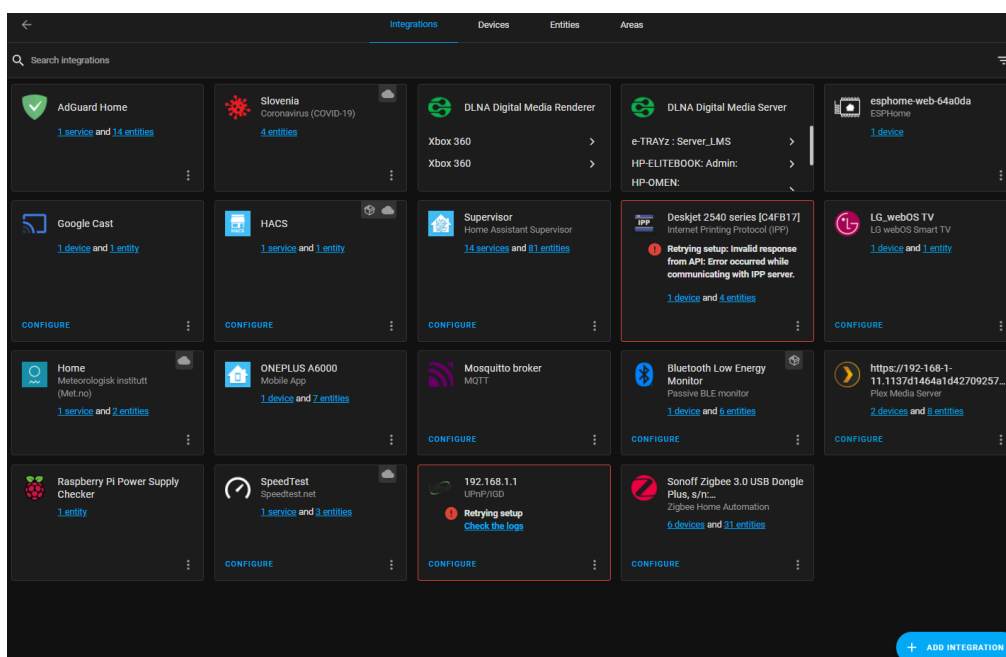 Integrations Devices Entities Areas
Search integrations
AdGuard Home
1 service and 14 entities
Slovenia
Coronavirus (COVID-19)
4 entities
DLNA Digital Media Renderer
Xbox 360
Xbox 360
DLNA Digital Media Server
e-TRAYz : Server_LMS
HP-ELITEBOOK: Admin:
HP-OMEN:
esphome-web-64a0da
ESPHome
1 device
Google Cast
1 device and 1 entity
CONFIGURE
HACS
1 service and 1 entity
CONFIGURE
Supervisor
Home Assistant Supervisor
14 services and 81 entities
CONFIGURE
IPP
Deskjet 2540 series [C4FB17]
Internet Printing Protocol (IPP)
Retrying setup: Invalid response
from API: Error occurred while
communicating with IPP server.
1 device and 4 entities
LG_webOS TV
LG webOS Smart TV
1 device and 1 entity
CONFIGURE
Home
Meteorologisk institutt
(Met.no)
1 service and 2 entities
ONEPLUS A6000
Mobile App
1 device and 7 entities
Mosquitto broker
MQTT
CONFIGURE
Bluetooth Low Energy
Monitor
Passive BLE monitor
1 device and 6 entities
CONFIGURE
https://192-168-1-
11.1137d1464a1d42709257...
Plex Media Server
2 devices and 8 entities
CONFIGURE
Raspberry Pi Power Supply
Checker
1 entity
SpeedTest
Speedtest.net
1 service and 3 entities
CONFIGURE
192.168.1.1
UPnP/IGD
Retrying setup
Check the logs
CONFIGURE
Sonoff Zigbee 3.0 USB Dongle
Plus, s/n:...
Zigbee Home Automation
6 devices and 31 entities
CONFIGURE
ADD INTEGRATION